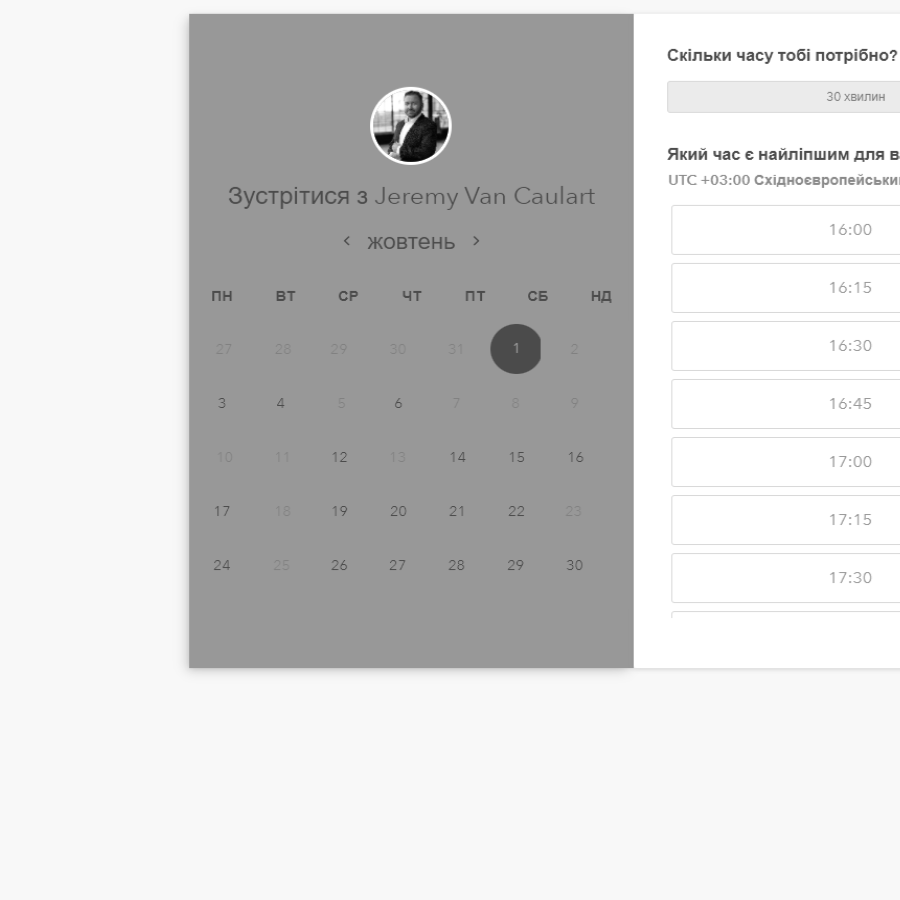 Зустрітися з Jeremy Van Caulart
жовтень
ПН ВТ СР ЧТ ПТ СБ НД
27 28 29 30 31 1 2
3 4 5 6 7 8 9
10 11 12 13 14 15 16
17 18 19 20 21 22 23
24 25 26 27 28 29 30
Скільки часу тобі потрібно?
30 хвилин
Який час є найліпшим для
UTC +03:00
16:00
16:15
16:30
16:45
17:00
17:15
17:30